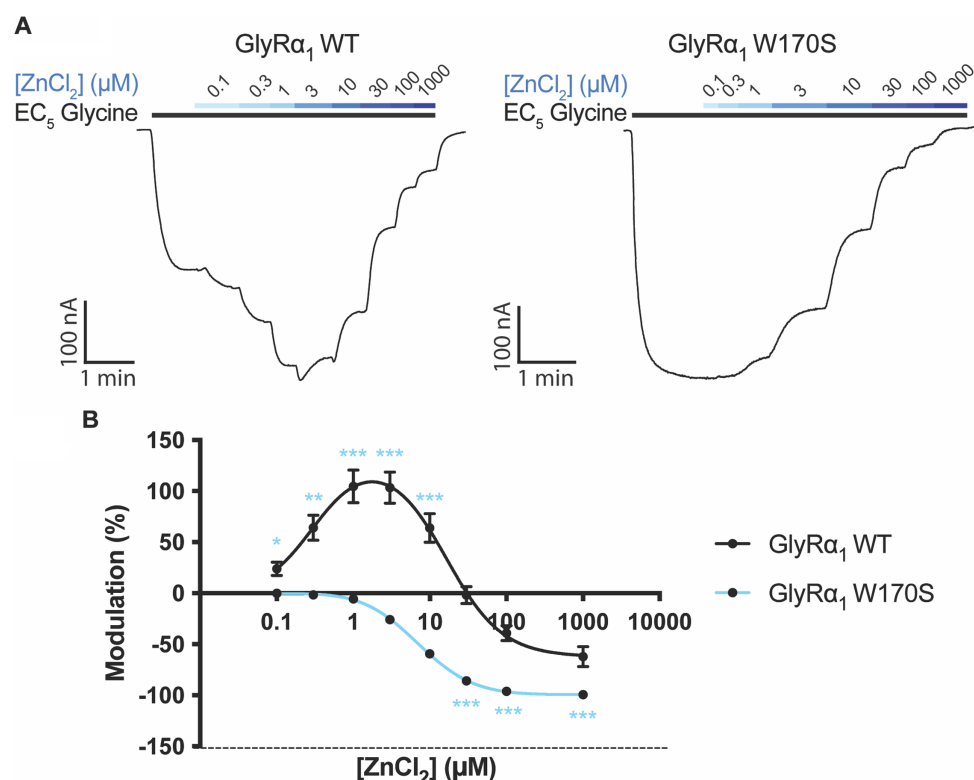 A
GlyRα1 WT
GlyRα1 W170S
[ZnCl2] (µM) 0.1 0.3 1 3 10 30 100 1000
EC5 Glycine
[ZnCl2] (µM) 0.1 0.3 1 3 10 30 100 1000
EC5 Glycine
100 nA
1 min
100 nA
1 min
B
Modulation (%)
150
100
50
0
-50
-100
-150
* ** *** *** ***
*** *** ***
0.1 1 10 100 1000 10000
[ZnCl2] (µM)
GlyRα1 WT
GlyRα1 W170S